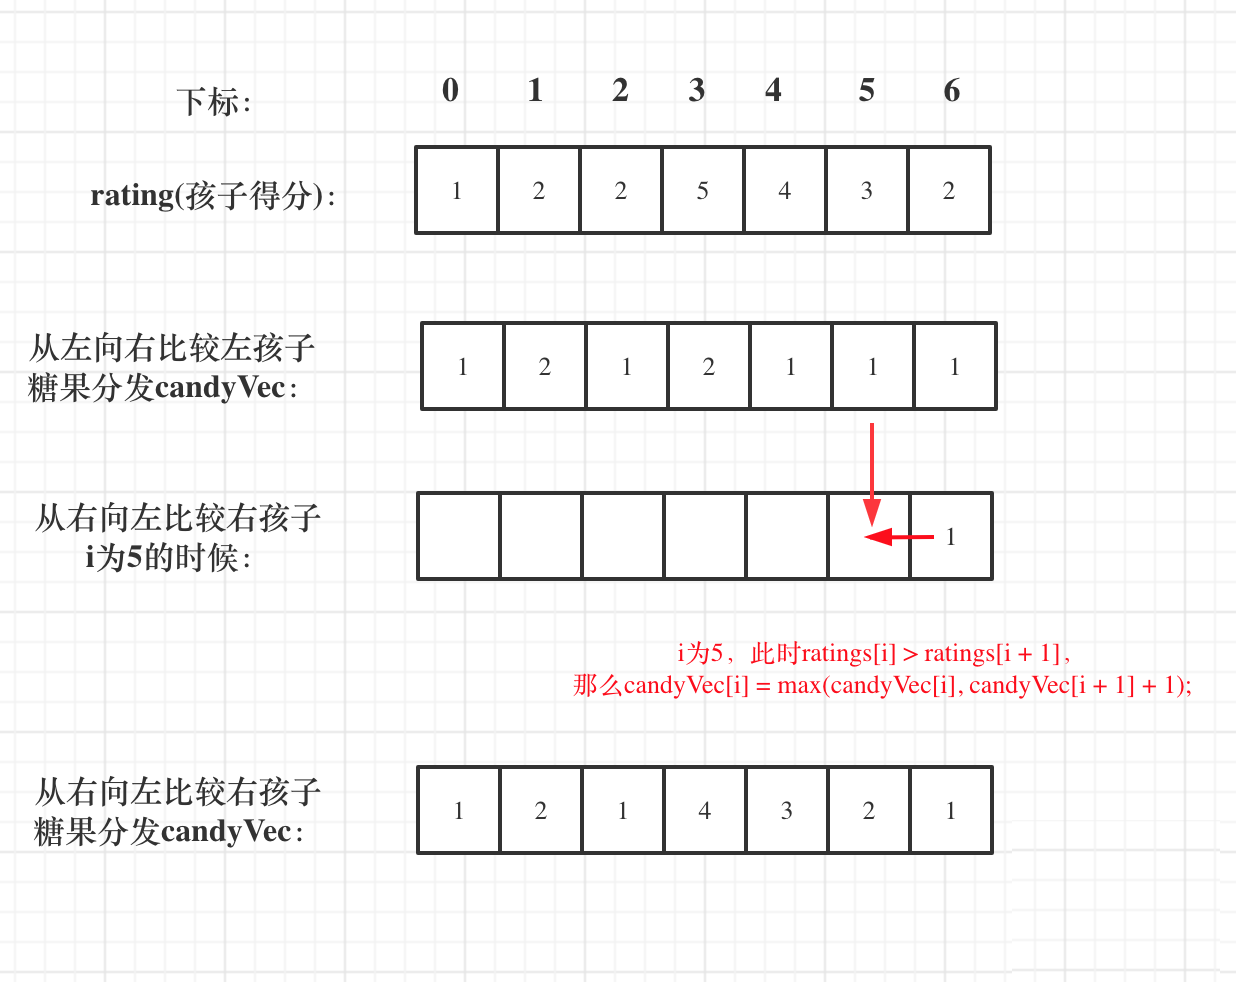 下标： 0 1 2 3 4 5 6
rating(孩子得分)： 1 2 2 5 4 3 2
从左向右比较左孩子
糖果分发candyVec： 1 2 1 2 1 1 1
从右向左比较右孩子
i为5的时候： 1
i为5，此时ratings[i] > ratings[i + 1]，
那么candyVec[i] = max(candyVec[i], candyVec[i + 1] + 1);
从右向左比较右孩子
糖果分发candyVec： 1 2 1 4 3 2 1